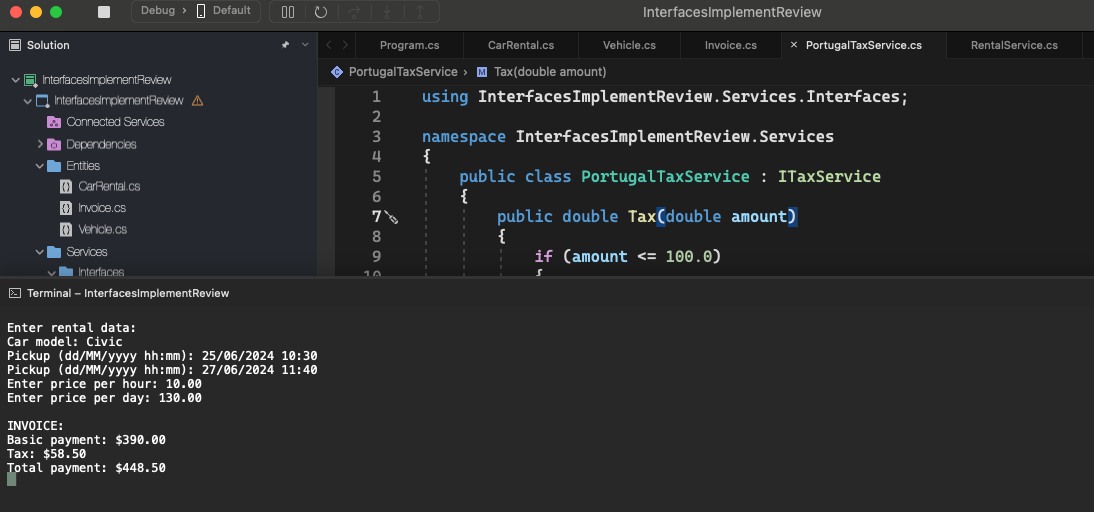 Debug > Default
InterfacesImplementReview
Solution
Program.cs
CarRental.cs
Vehicle.cs
Invoice.cs
× PortugalTaxService.cs
RentalService.cs
InterfacesImplementReview
InterfacesImplementReview
Connected Services
Dependencies
Entities
CarRental.cs
Invoice.cs
Vehicle.cs
Services
Interfaces
PortugalTaxService > M Tax(double amount)
1 using InterfacesImplementReview.Services.Interfaces;
2
3 namespace InterfacesImplementReview.Services
4 {
5 public class PortugalTaxService : ITaxService
6 {
7 public double Tax(double amount)
8 {
9 if (amount <= 100.0)
10 {
Terminal – InterfacesImplementReview
Enter rental data:
Car model: Civic
Pickup (dd/MM/yyyy hh:mm): 25/06/2024 10:30
Pickup (dd/MM/yyyy hh:mm): 27/06/2024 11:40
Enter price per hour: 10.00
Enter price per day: 130.00
INVOICE:
Basic payment: $390.00
Tax: $58.50
Total payment: $448.50